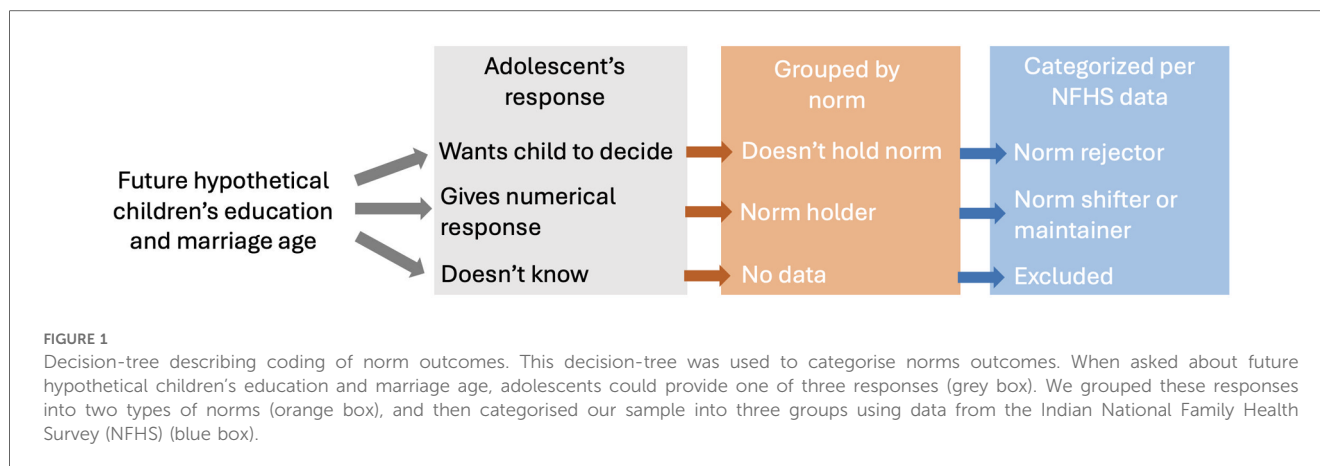 Adolescent's
response
Grouped by
norm
Categorized per
NFHS data
Future hypothetical
children's education
and marriage age
Wants child to decide
Doesn't hold norm
Norm rejector
Gives numerical
response
Norm holder
Norm shifter or
maintainer
Doesn't know
No data
Excluded
FIGURE 1
Decision-tree describing coding of norm outcomes. This decision-tree was used to categorise norms outcomes. When asked about future
hypothetical children's education and marriage age, adolescents could provide one of three responses (grey box). We grouped these responses
into two types of norms (orange box), and then categorised our sample into three groups using data from the Indian National Family Health
Survey (NFHS) (blue box).